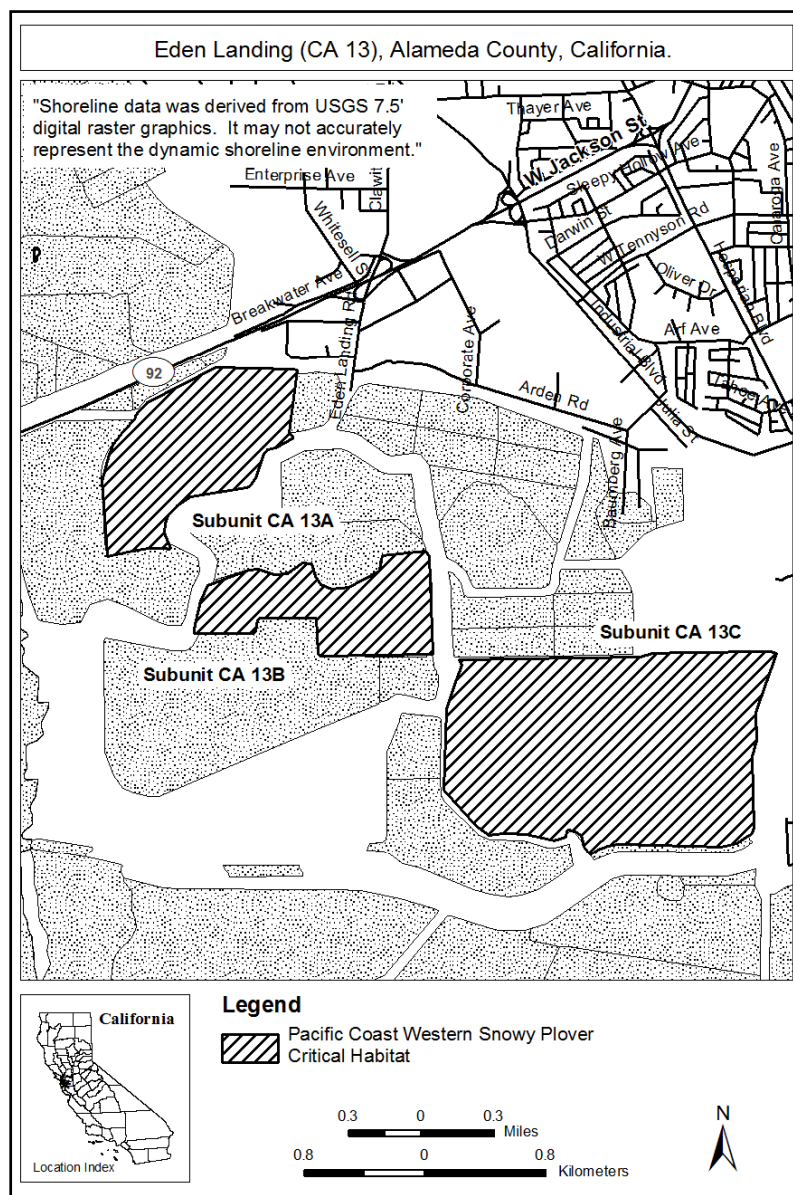 Eden Landing (CA 13), Alameda County, California.
"Shoreline data was derived from USGS 7.5'
digital raster graphics. It may not accurately
represent the dynamic shoreline environment."
Thayer Ave
W Jackson St
Sleepy Hollow Ave
Calaroga Ave
Enterprise Ave
Clawit
Whitesell S
Darwin St
W Tennyson Rd
Hesperian Blvd
Oliver Dr
Breakwater Ave
Eden Landing Rd
Industrial Blvd
Arf Ave
Corporate Ave
92
Tahoe Ave
Arden Rd
Julia St
Baumberg Ave
Subunit CA 13A
Subunit CA 13C
Subunit CA 13B
California
Location Index
Legend
Pacific Coast Western Snowy Plover
Critical Habitat
0.3 0 0.3
Miles
0.8 0 0.8
Kilometers
N